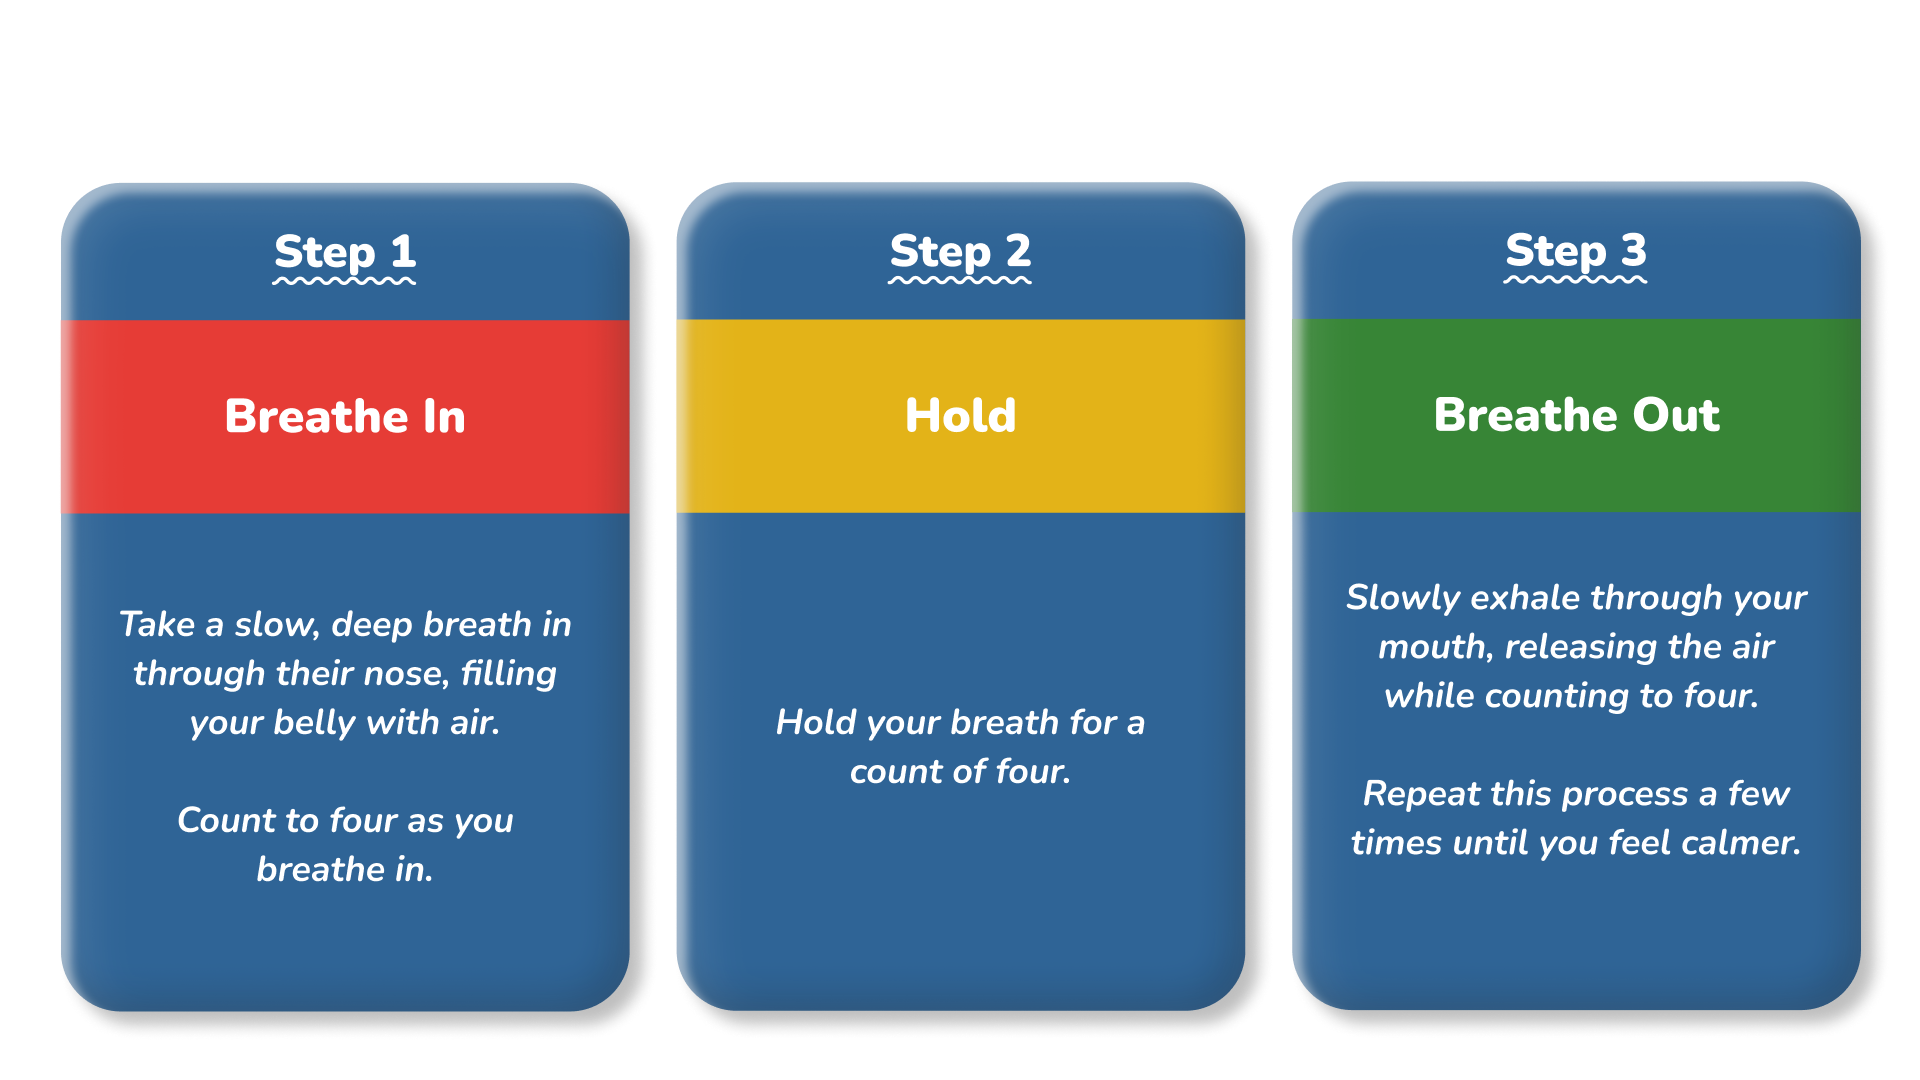 Step 1
Breathe In
Take a slow, deep breath in
through their nose, filling
your belly with air.
Count to four as you
breathe in.
Step 2
Hold
Hold your breath for a
count of four.
Step 3
Breathe Out
Slowly exhale through your
mouth, releasing the air
while counting to four.
Repeat this process a few
times until you feel calmer.